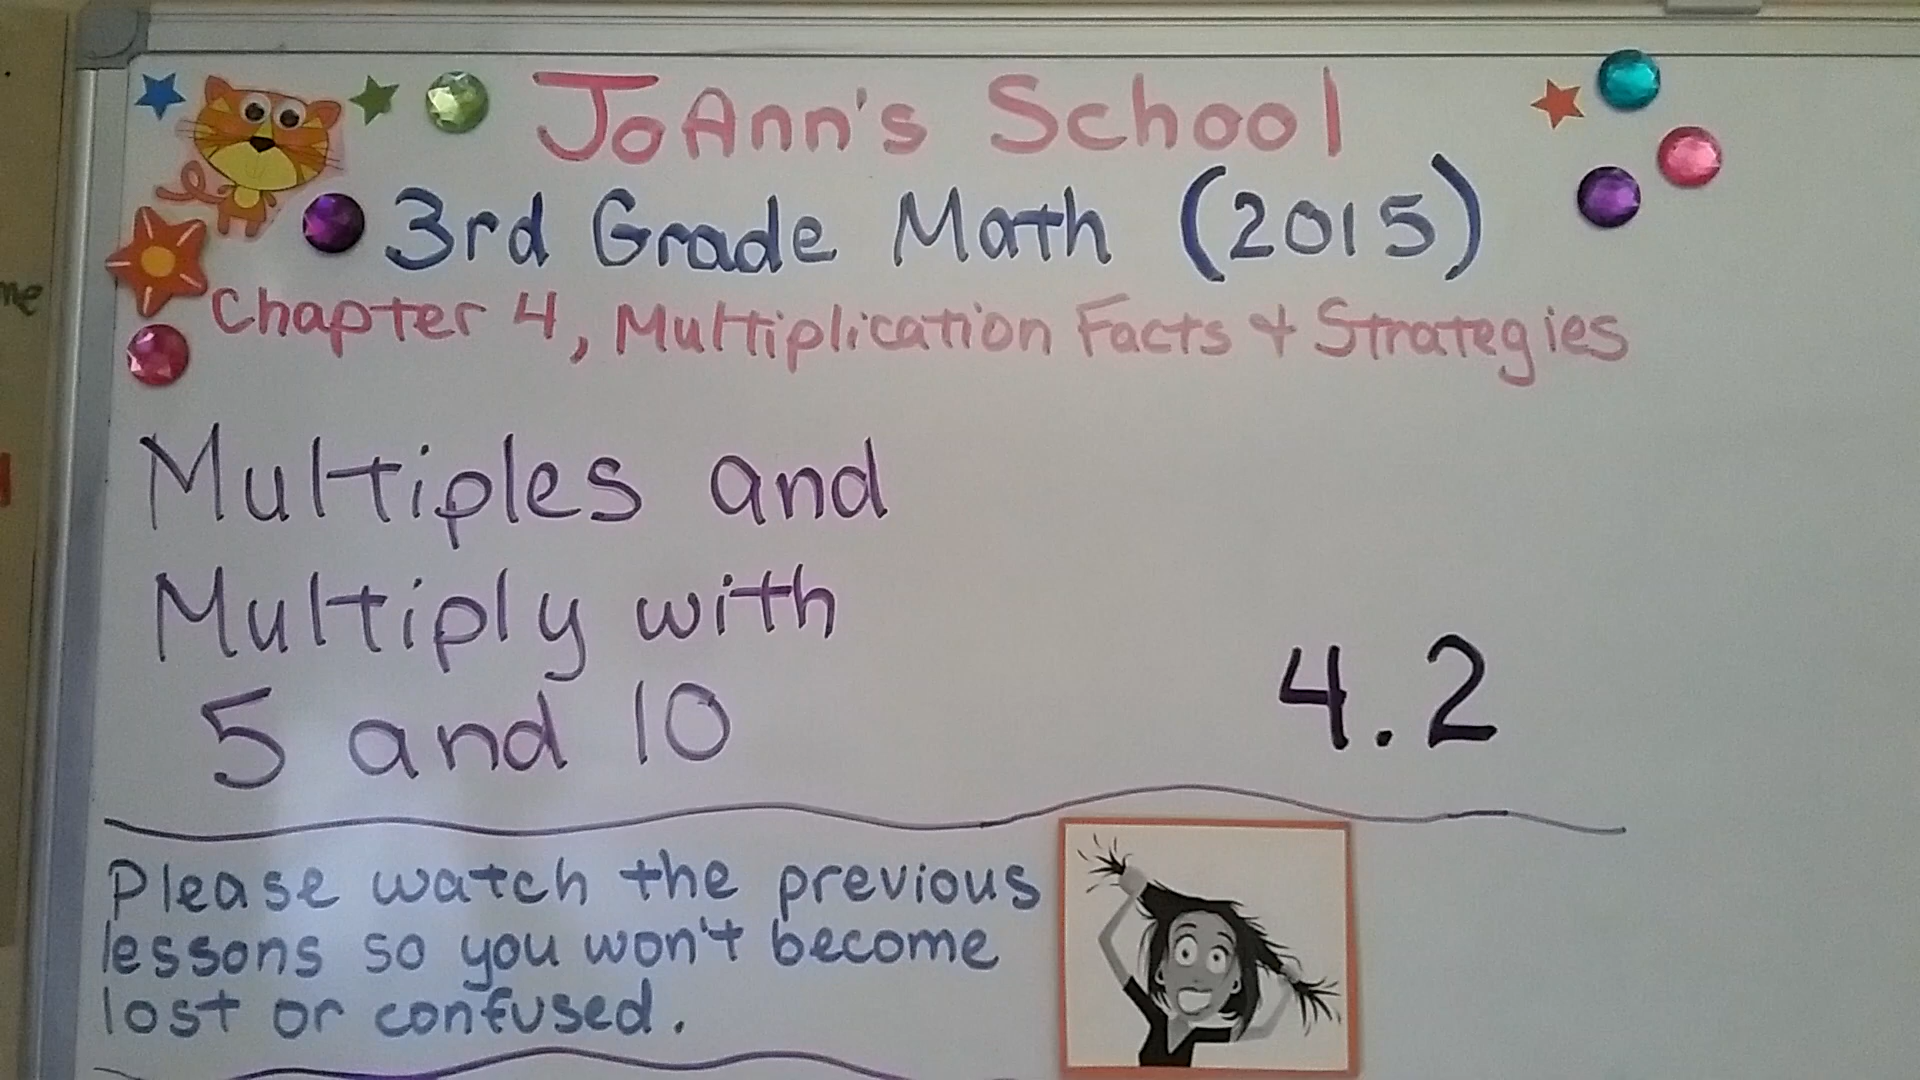 JoAnn's School
3rd Grade Math (2015)
Chapter 4, Multiplication Facts & Strategies
Multiples and
Multiply with
5 and 10
4.2
Please watch the previous
lessons so you won't become
lost or confused.
me